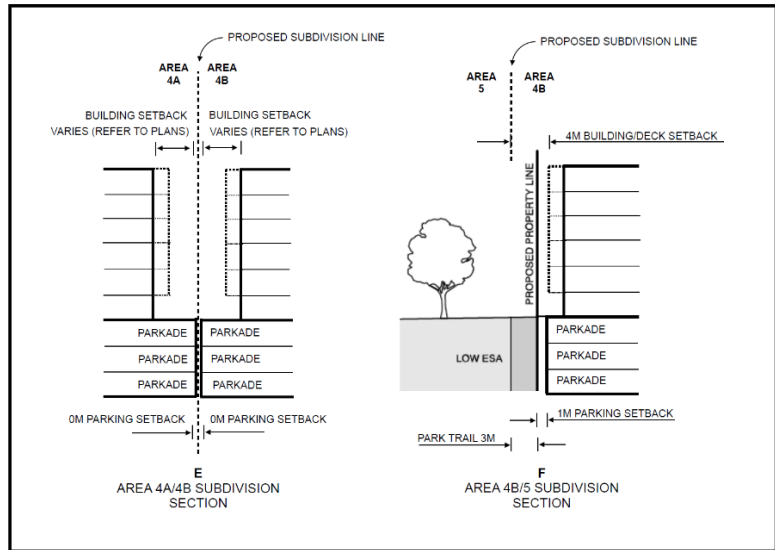 PROPOSED SUBDIVISION LINE
AREA
4A
AREA
4B
BUILDING SETBACK
VARIES (REFER TO PLANS)
BUILDING SETBACK
VARIES (REFER TO PLANS)
PARKADE
PARKADE
PARKADE
PARKADE
PARKADE
PARKADE
0M PARKING SETBACK
0M PARKING SETBACK
E
AREA 4A/4B SUBDIVISION
SECTION
PROPOSED SUBDIVISION LINE
AREA
5
AREA
4B
4M BUILDING/DECK SETBACK
PROPOSED PROPERTY LINE
LOW ESA
PARKADE
PARKADE
PARKADE
1M PARKING SETBACK
PARK TRAIL 3M
F
AREA 4B/5 SUBDIVISION
SECTION